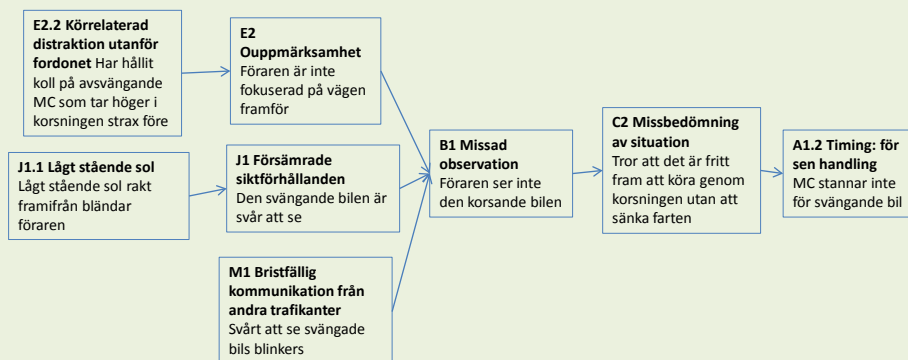 E2.2 Körrelaterad
distraktion utanför
fordonet Har hållit
koll på avsvängande
MC som tar höger i
korsningen strax före
E2
Ouppmärksamhet
Föraren är inte
fokuserad på vägen
framför
J1.1 Lågt stående sol
Lågt stående sol rakt
framifrån bländar
föraren
J1 Försämrade
siktförhållanden
Den svängande bilen är
svår att se
M1 Bristfällig
kommunikation från
andra trafikanter
Svårt att se svängade
bils blinkers
B1 Missad
observation
Föraren ser inte
den korsande bilen
C2 Missbedömning
av situation
Tror att det är fritt
fram att köra genom
korsningen utan att
sänka farten
A1.2 Timing: för
sen handling
MC stannar inte
för svängande bil